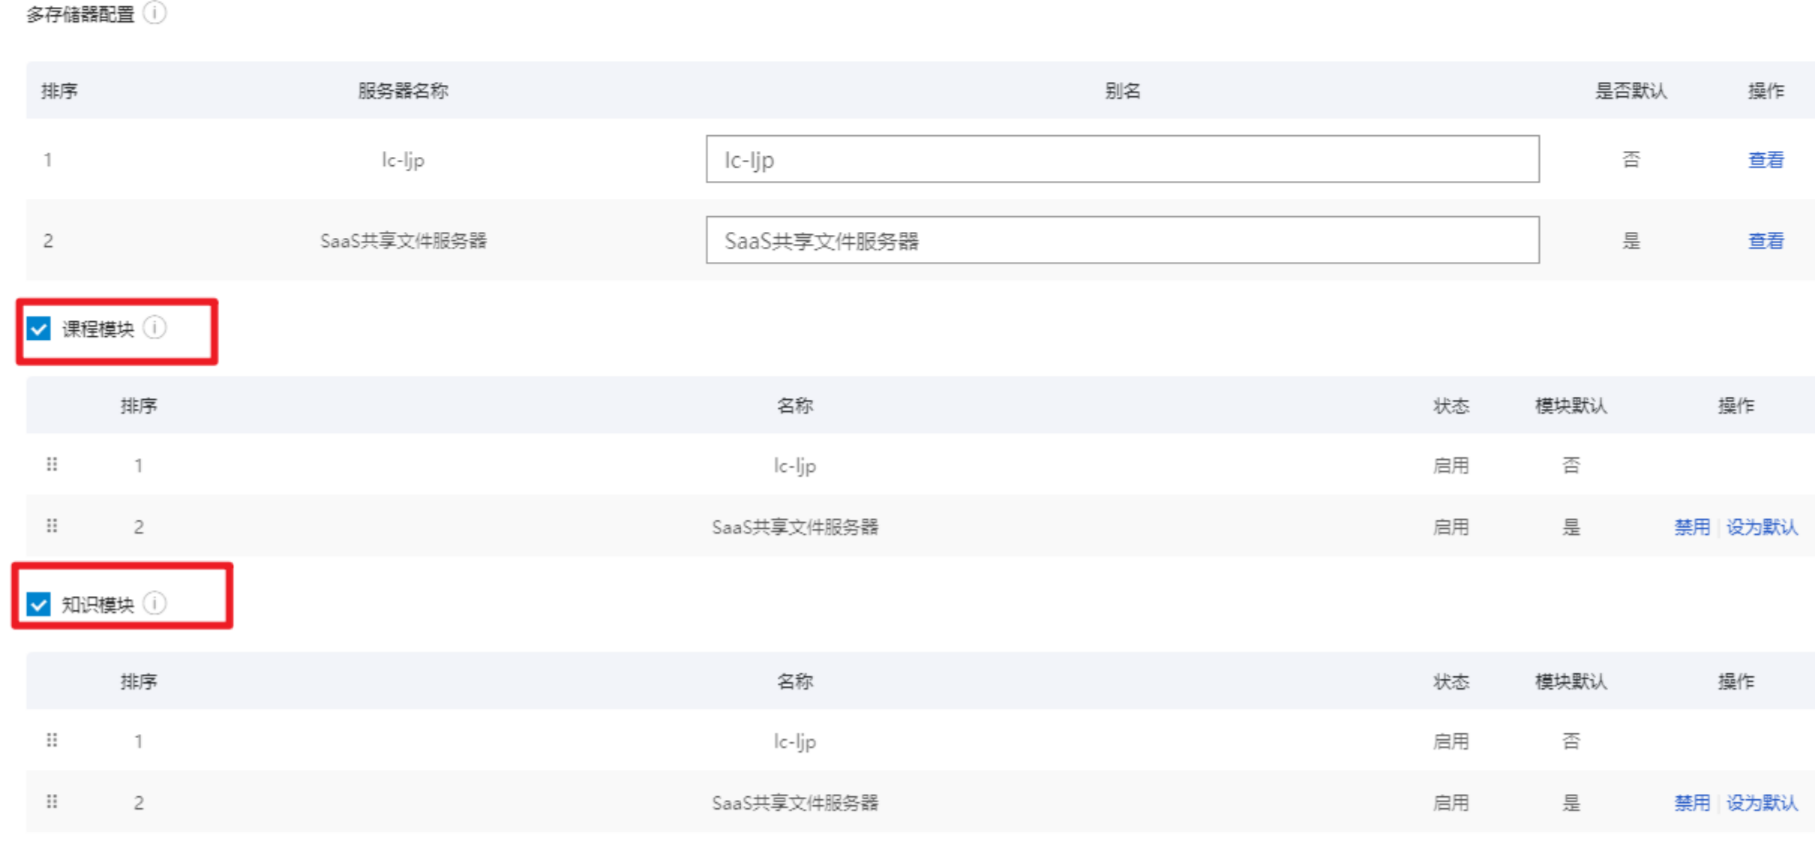 多存储器配置
排序 服务器名称 别名 是否默认 操作
1 lc-ljp lc-ljp 否 查看
2 SaaS共享文件服务器 SaaS共享文件服务器 是 查看
课程模块
排序 名称 状态 模块默认 操作
1 lc-ljp 启用 否
2 SaaS共享文件服务器 启用 是 禁用 | 设为默认
知识模块
排序 名称 状态 模块默认 操作
1 lc-ljp 启用 否
2 SaaS共享文件服务器 启用 是 禁用 | 设为默认